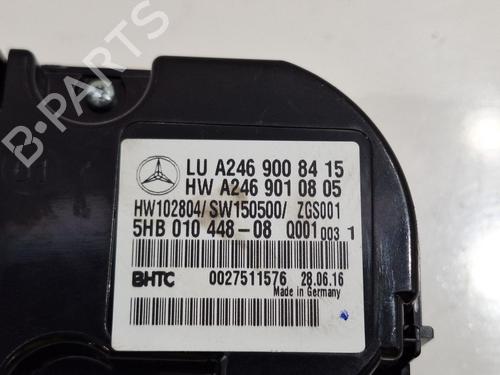 LU A246 900 84 15
HW A246 901 08 05
HW102804/SW150500/ ZGS001
5HB 010 448-08 Q001 003 1
BHTC 0027511576 28.06.16
Made in Germany
B-PARTS